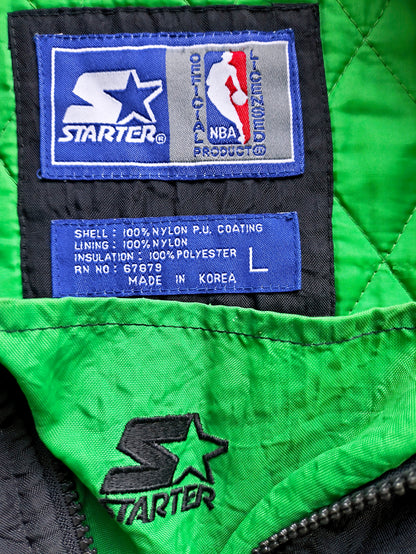 STARTER®
OFFICIAL LICENSED
NBA
PRODUCT®
SHELL: 100% NYLON P.U. COATING
LINING: 100% NYLON
INSULATION: 100% POLYESTER
RN NO: 67879
MADE IN KOREA
L
STARTER